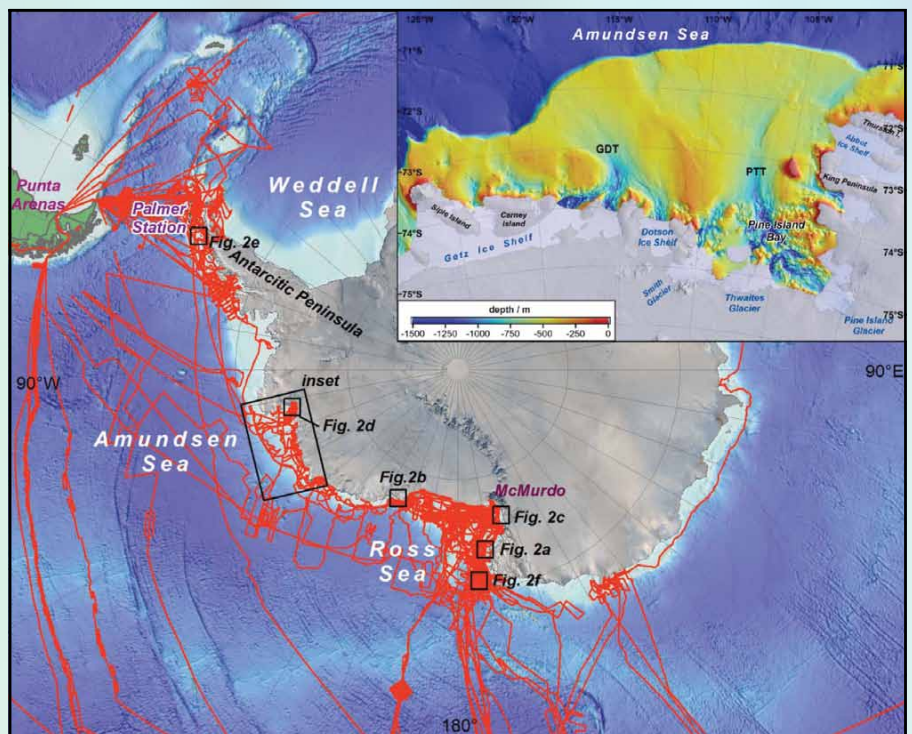 125°W
120°W
115°W
110°W
105°W
Amundsen Sea
71°S
71°S
72°S
72°S
73°S
73°S
74°S
74°S
75°S
75°S
GDT
PTT
Thurston I.
Abbot
Ice Shelf
King Peninsula
Siple Island
Carney
Island
Getz Ice Shelf
Dotson
Ice Shelf
Pine Island
Bay
Smith
Glacier
Thwaites
Glacier
Pine Island
Glacier
depth / m
-1500 -1250 -1000 -750 -500 -250 0
Punta
Arenas
Palmer
Station
Weddell
Sea
Fig. 2e
Antarcitic Peninsula
90°W
90°E
inset
Fig. 2d
Amundsen
Sea
Fig.2b
McMurdo
Fig. 2c
Ross
Sea
Fig. 2a
Fig. 2f
180°